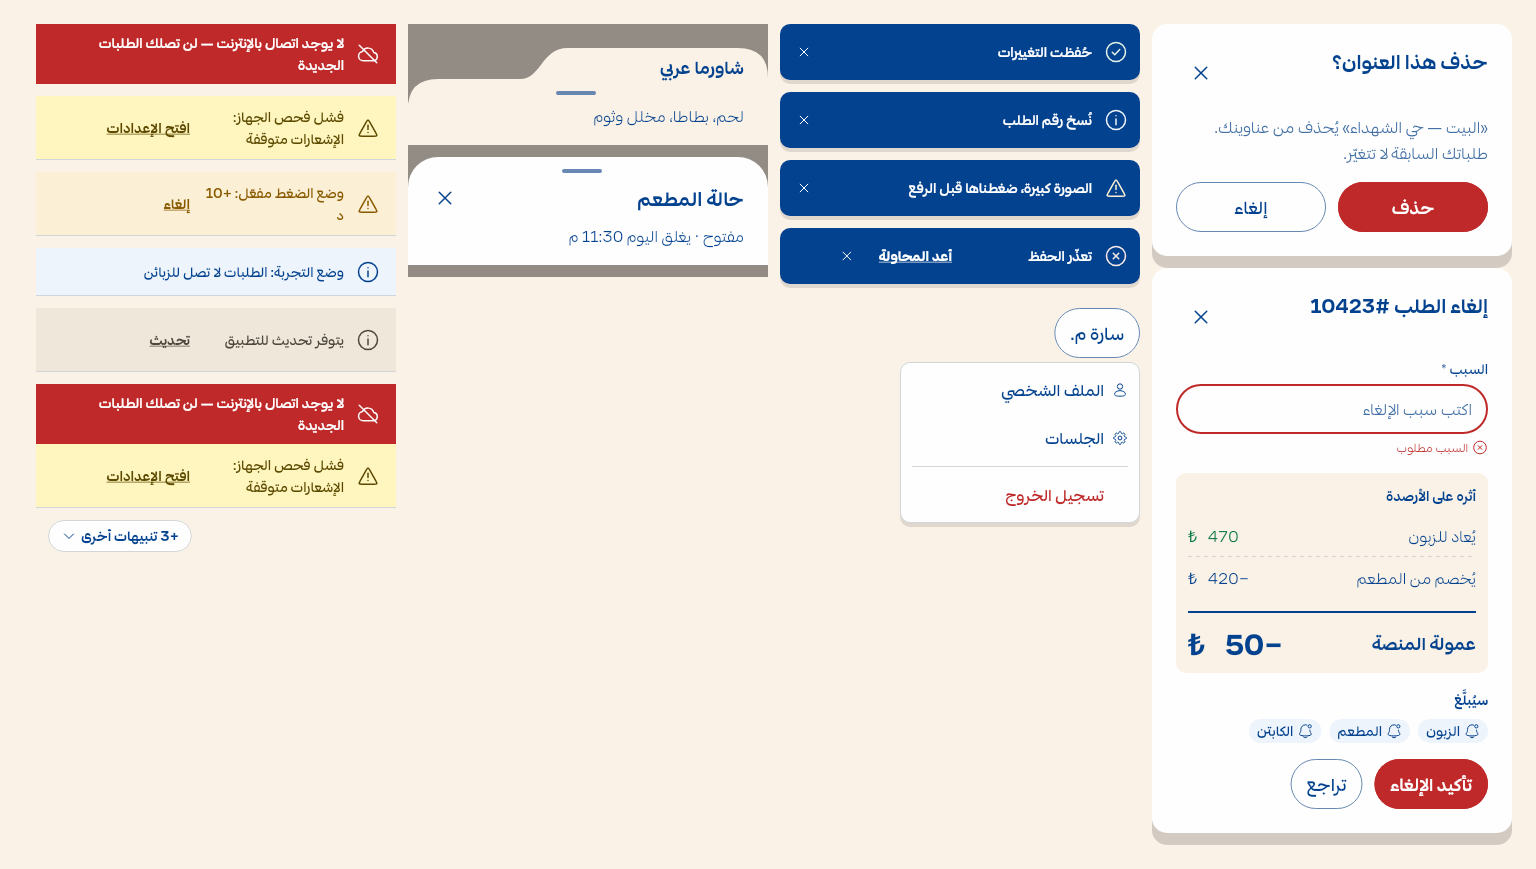 حذف هذا العنوان؟
«البيت — حي الشهداء» يُحذف من عناوينك.
طلباتك السابقة لا تتغيّر.
حذف
إلغاء
إلغاء الطلب #10423
السبب *
اكتب سبب الإلغاء
السبب مطلوب
أثره على الأرصدة
يُعاد للزبون 470 ₺
يُخصم من المطعم −420 ₺
عمولة المنصة −50 ₺
سيُبلَّغ
الزبون
المطعم
الكابتن
تأكيد الإلغاء
تراجع
حُفظت التغييرات
نُسخ رقم الطلب
الصورة كبيرة، ضغطناها قبل الرفع
تعذّر الحفظ
أعد المحاولة
سارة م.
الملف الشخصي
الجلسات
تسجيل الخروج
شاورما عربي
لحم، بطاطا، مخلل وثوم
حالة المطعم
مفتوح · يغلق اليوم 11:30 م
لا يوجد اتصال بالإنترنت — لن تصلك الطلبات
الجديدة
فشل فحص الجهاز:
الإشعارات متوقفة
افتح الإعدادات
وضع الضغط مفعّل: +10
د
إلغاء
وضع التجربة: الطلبات لا تصل للزبائن
يتوفر تحديث للتطبيق
تحديث
لا يوجد اتصال بالإنترنت — لن تصلك الطلبات
الجديدة
فشل فحص الجهاز:
الإشعارات متوقفة
افتح الإعدادات
+3 تنبيهات أخرى